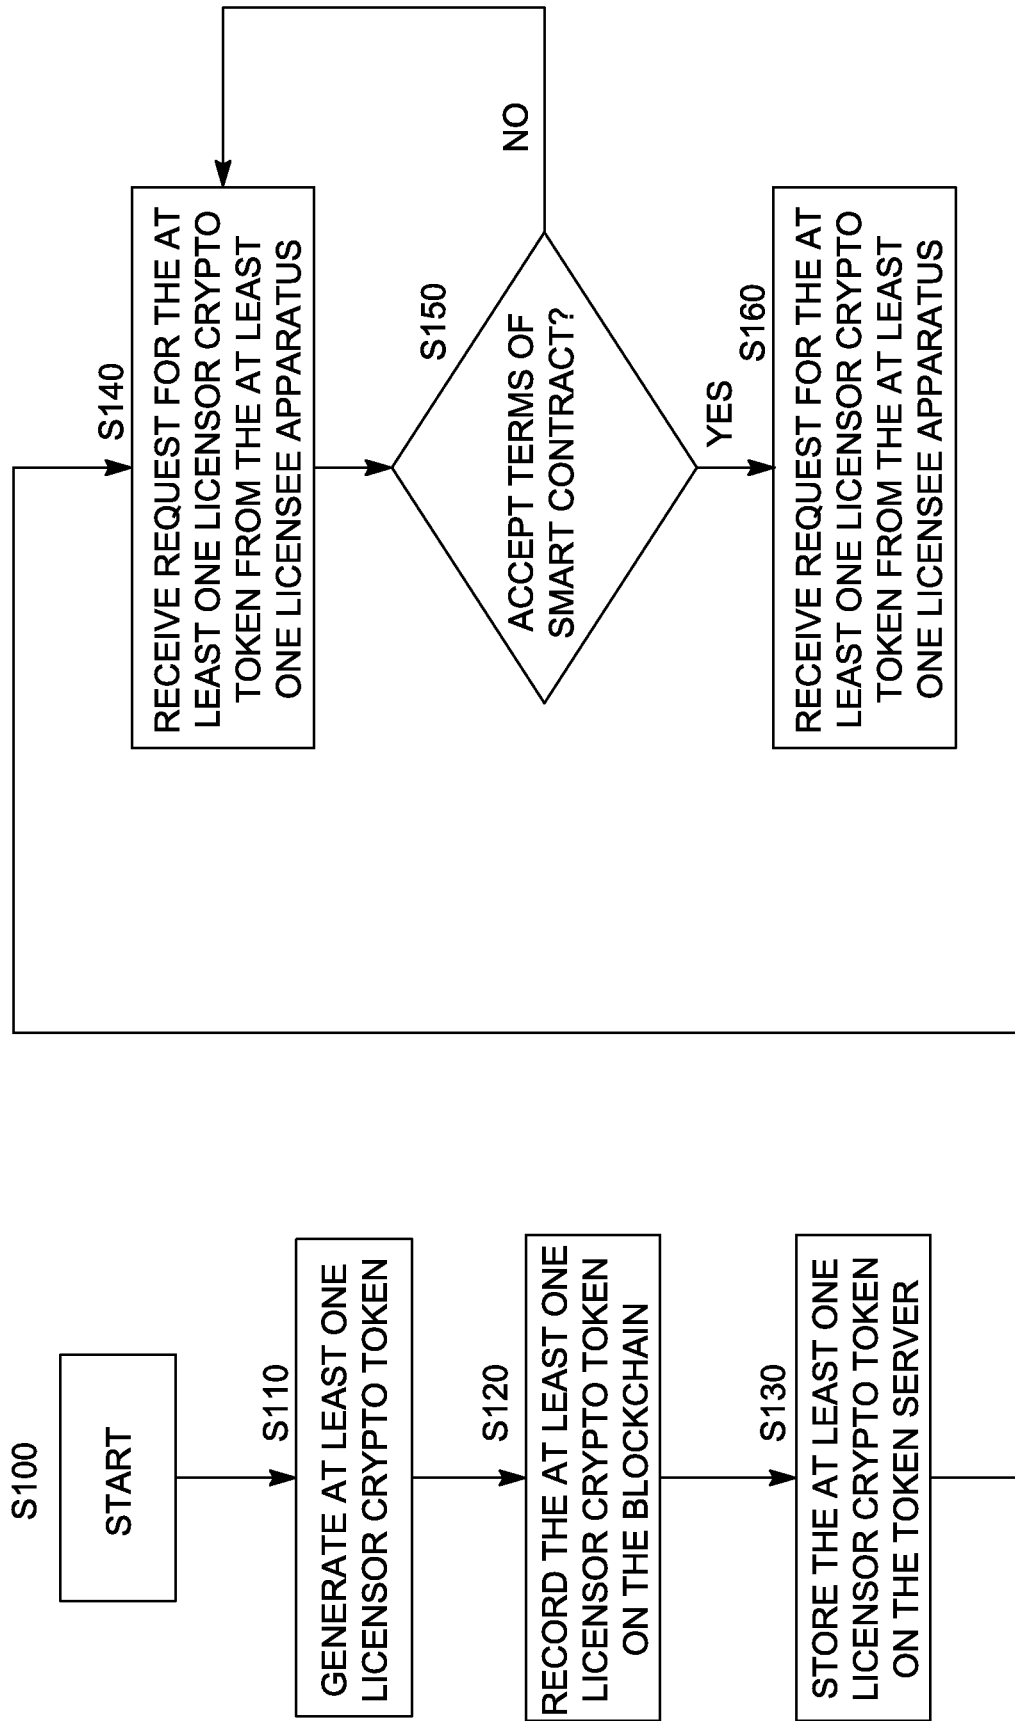 S100
START
S110
GENERATE AT LEAST ONE
LICENSOR CRYPTO TOKEN
S120
RECORD THE AT LEAST ONE
LICENSOR CRYPTO TOKEN
ON THE BLOCKCHAIN
S130
STORE THE AT LEAST ONE
LICENSOR CRYPTO TOKEN
ON THE TOKEN SERVER
S140
RECEIVE REQUEST FOR THE AT
LEAST ONE LICENSOR CRYPTO
TOKEN FROM THE AT LEAST
ONE LICENSEE APPARATUS
S150
ACCEPT TERMS OF
SMART CONTRACT?
NO
YES
S160
RECEIVE REQUEST FOR THE AT
LEAST ONE LICENSOR CRYPTO
TOKEN FROM THE AT LEAST
ONE LICENSEE APPARATUS